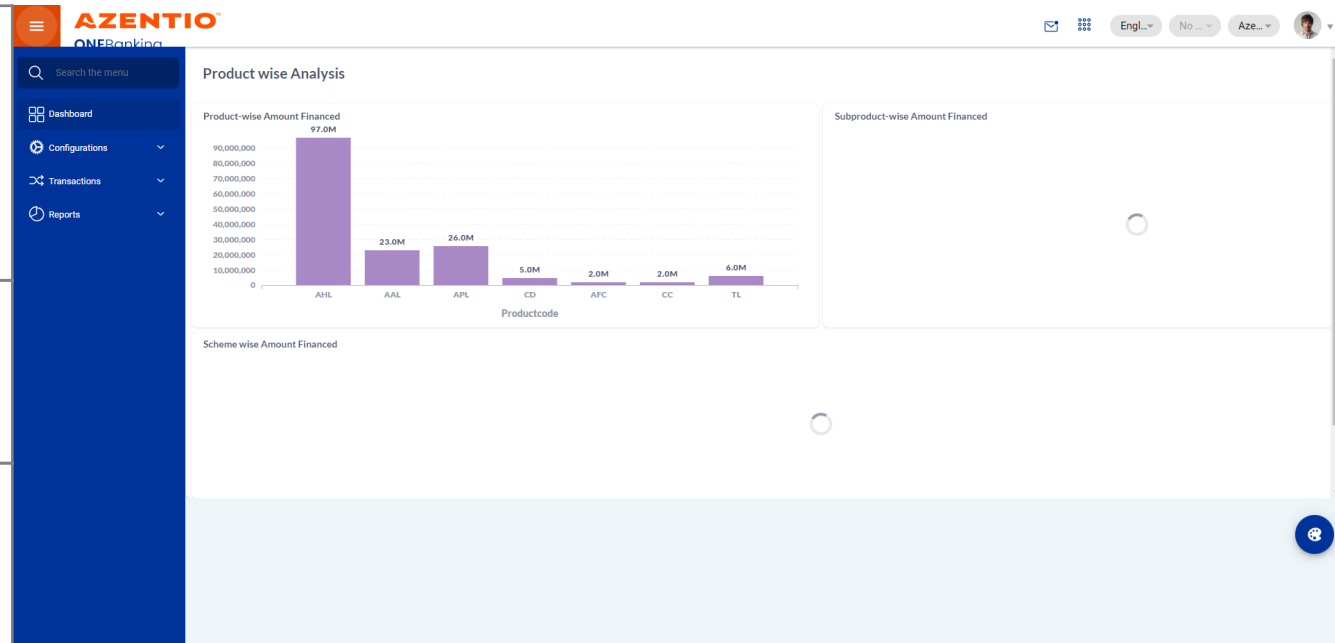 AZENTIO™
ONEBanking
Engl...
No ...
Aze...
Search the menu
Dashboard
Configurations
Transactions
Reports
Product wise Analysis
Product-wise Amount Financed
97.0M
90,000,000
80,000,000
70,000,000
60,000,000
50,000,000
40,000,000
30,000,000
20,000,000
10,000,000
0
23.0M
26.0M
5.0M
2.0M
2.0M
6.0M
AHL AAL APL CD AFC CC TL
Productcode
Subproduct-wise Amount Financed
Scheme wise Amount Financed